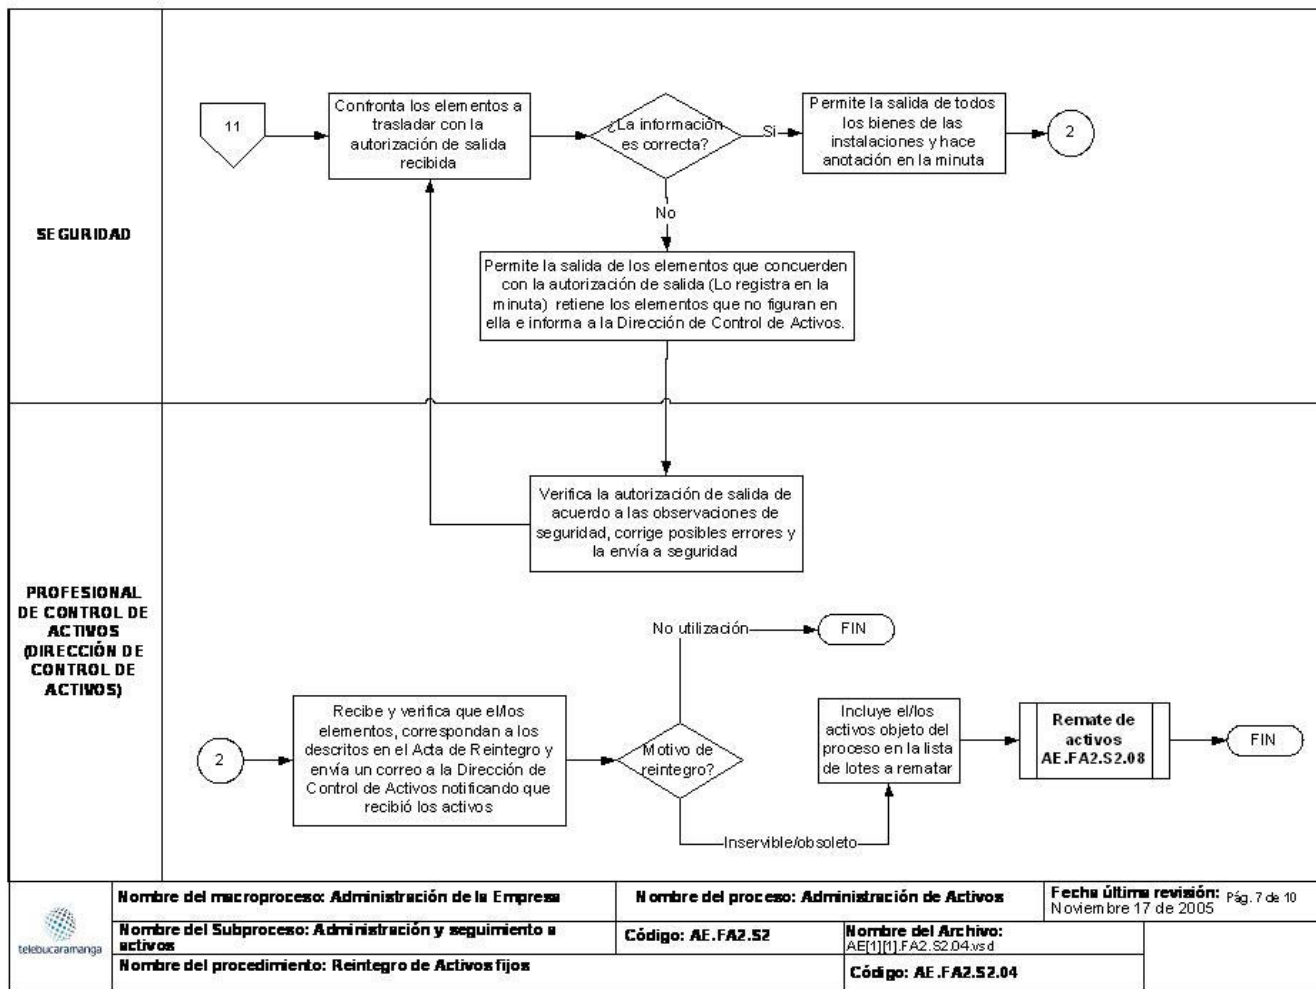 SEGURIDAD
11
Confronta los elementos a
trasladar con la
autorización de salida
recibida
¿La información
es correcta?
Si
Permite la salida de todos
los bienes de las
instalaciones y hace
anotación en la minuta
2
No
Permite la salida de los elementos que concuerden
con la autorización de salida (Lo registra en la
minuta) retiene los elementos que no figuran en
ella e informa a la Dirección de Control de Activos.
PROFESIONAL
DE CONTROL DE
ACTIVOS
(DIRECCIÓN DE
CONTROL DE
ACTIVOS)
Verifica la autorización de salida de
acuerdo a las observaciones de
seguridad, corrige posibles errores y
la envía a seguridad
No utilización
FIN
2
Recibe y verifica que el/los
elementos, correspondan a los
descritos en el Acta de Reintegro y
envía un correo a la Dirección de
Control de Activos notificando que
recibió los activos
Motivo de
reintegro?
Inservible/obsoleto
Incluye el/los
activos objeto del
proceso en la lista
de lotes a rematar
Remate de
activos
AE.FA2.S2.08
FIN
telebucaramanga
Nombre del macroproceso: Administración de la Empresa
Nombre del proceso: Administración de Activos
Fecha última revisión: Pág. 7 de 10
Noviembre 17 de 2005
Nombre del Subproceso: Administración y seguimiento a
activos
Código: AE.FA2.S2
Nombre del Archivo:
AE[1][1].FA2.S2.04.vsd
Nombre del procedimiento: Reintegro de Activos fijos
Código: AE.FA2.S2.04